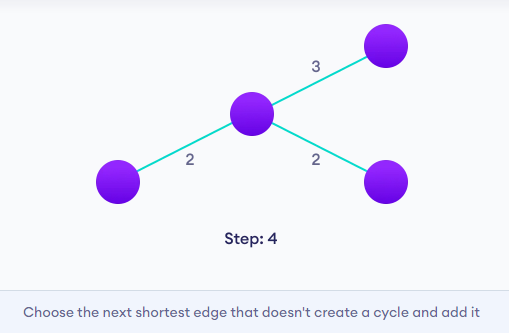 3
2
2
Step: 4
Choose the next shortest edge that doesn't create a cycle and add it